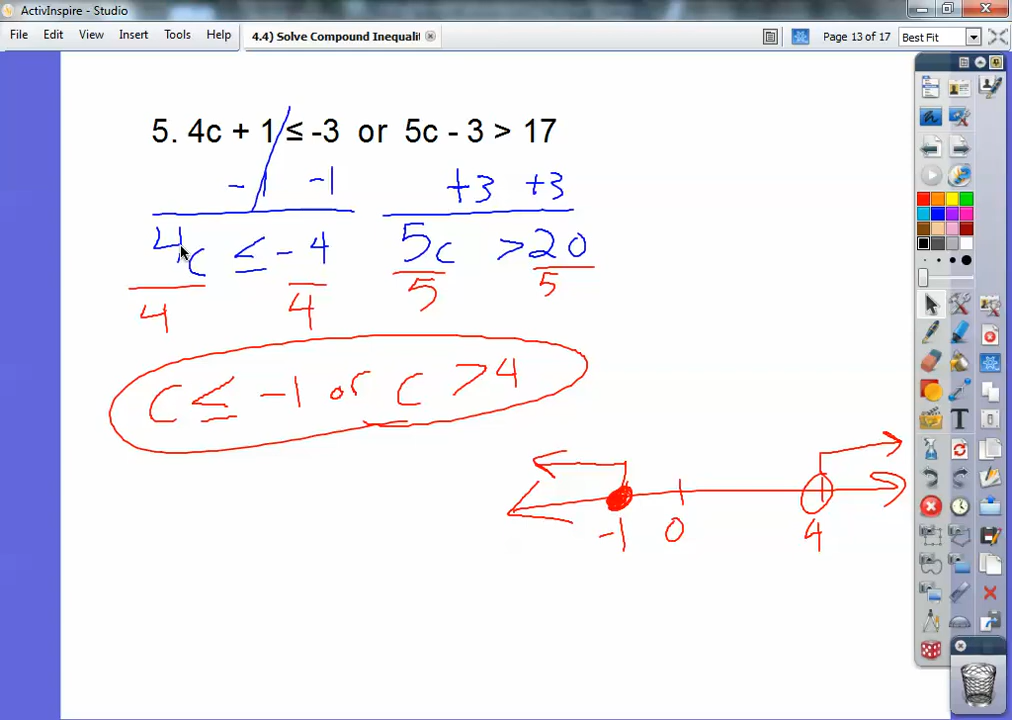 ActivInspire - Studio
File Edit View Insert Tools Help
4.4) Solve Compound Inequalit
Page 13 of 17
Best Fit
5. 4c + 1 ≤ -3 or 5c - 3 > 17
-1 -1 +3 +3
4c ≤ -4 5c > 20
4 4 5 5
c ≤ -1 or c > 4
-1 0 4